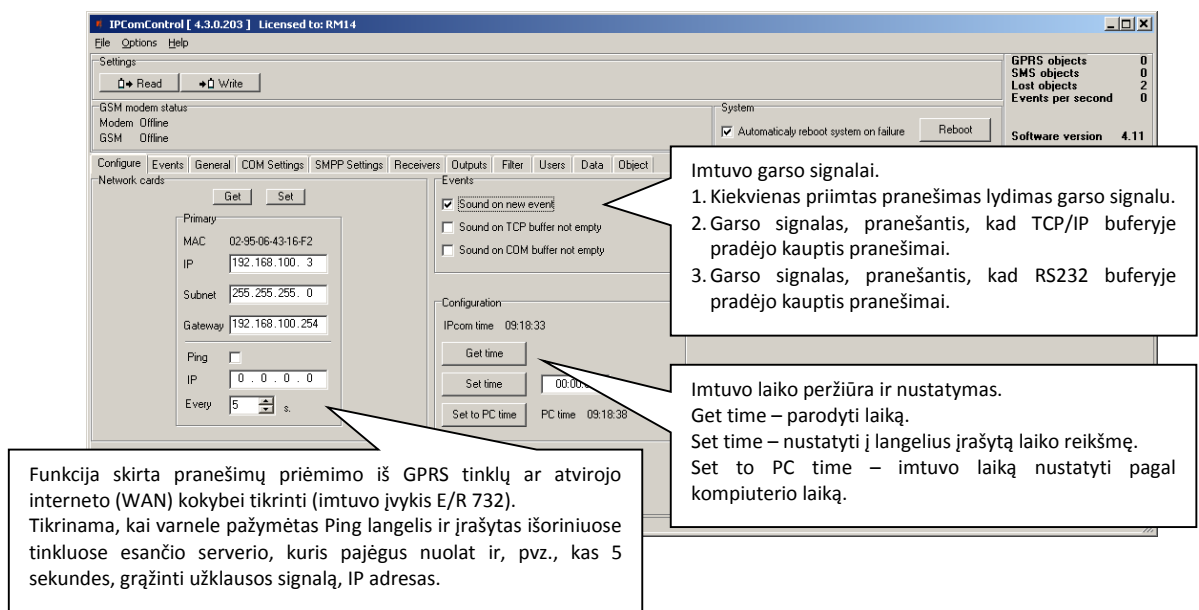 IPComControl [ 4.3.0.203 ] Licensed to: RM14
File Options Help
Settings
Read Write
GSM modem status
Modem Offline
GSM Offline
System
Automaticaly reboot system on failure Reboot
GPRS objects 0
SMS objects 0
Lost objects 2
Events per second 0
Software version 4.11
Configure Events General COM Settings SMPP Settings Receivers Outputs Filter Users Data Object
Network cards
Get Set
Primary
MAC 02-95-06-43-16-F2
IP 192.168.100. 3
Subnet 255.255.255. 0
Gateway 192.168.100.254
Ping
IP 0 . 0 . 0 . 0
Every 5 s.
Events
Sound on new event
Sound on TCP buffer not empty
Sound on COM buffer not empty
Configuration
IPcom time 09:18:33
Get time
Set time
Set to PC time PC time 09:18:38
Imtuvo garso signalai.
1. Kiekvienas priimtas pranešimas lydimas garso signalu.
2. Garso signalas, pranešantis, kad TCP/IP buferyje
pradėjo kauptis pranešimai.
3. Garso signalas, pranešantis, kad RS232 buferyje
pradėjo kauptis pranešimai.
Imtuvo laiko peržiūra ir nustatymas.
Get time – parodyti laiką.
Set time – nustatyti į langelius įrašytą laiko reikšmę.
Set to PC time – imtuvo laiką nustatyti pagal
kompiuterio laiką.
Funkcija skirta pranešimų priėmimo iš GPRS tinklų ar atvirojo
interneto (WAN) kokybei tikrinti (imtuvo įvykis E/R 732).
Tikrinama, kai varnele pažymėtas Ping langelis ir įrašytas išoriniuose
tinkluose esančio serverio, kuris pajėgus nuolat ir, pvz., kas 5
sekundes, grąžinti užklausos signalą, IP adresas.